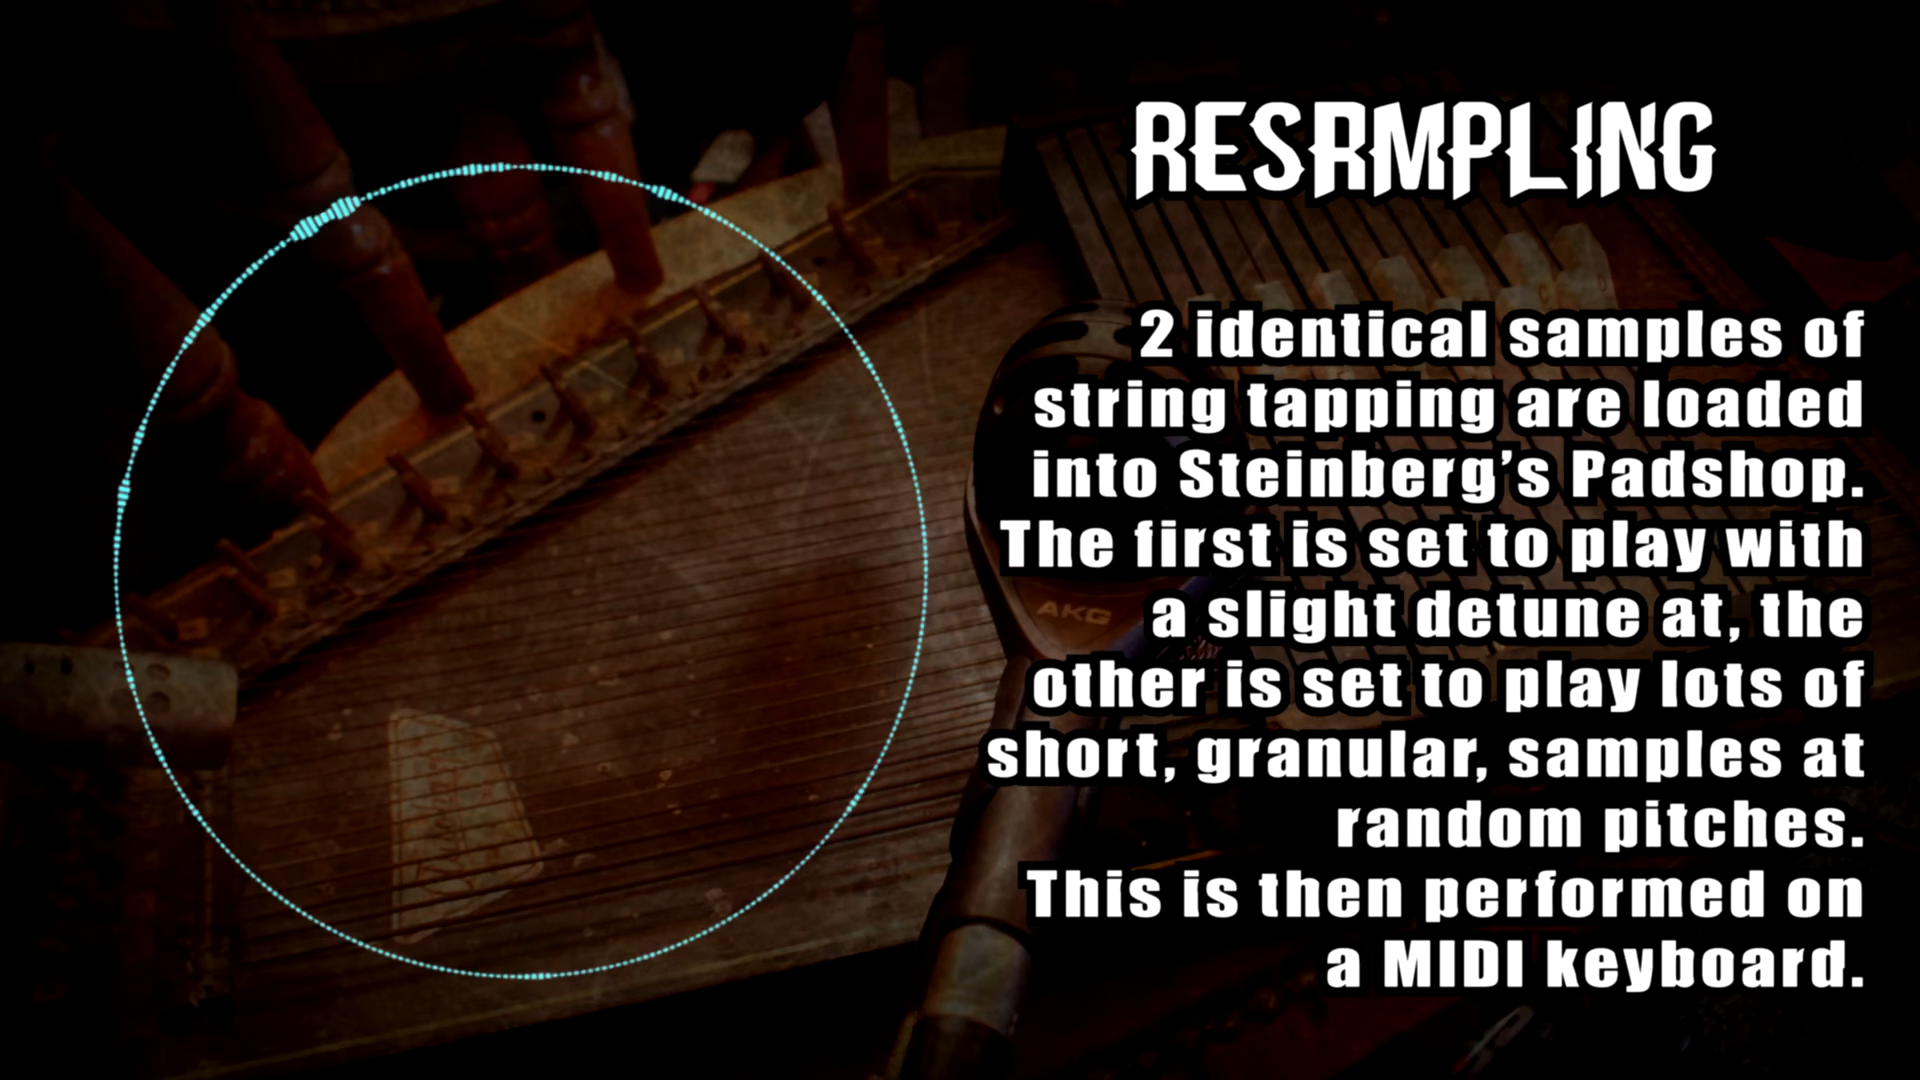 RESAMPLING
2 identical samples of
string tapping are loaded
into Steinberg's Padshop.
The first is set to play with
a slight detune at, the
other is set to play lots of
short, granular, samples at
random pitches.
This is then performed on
a MIDI keyboard.
AKG